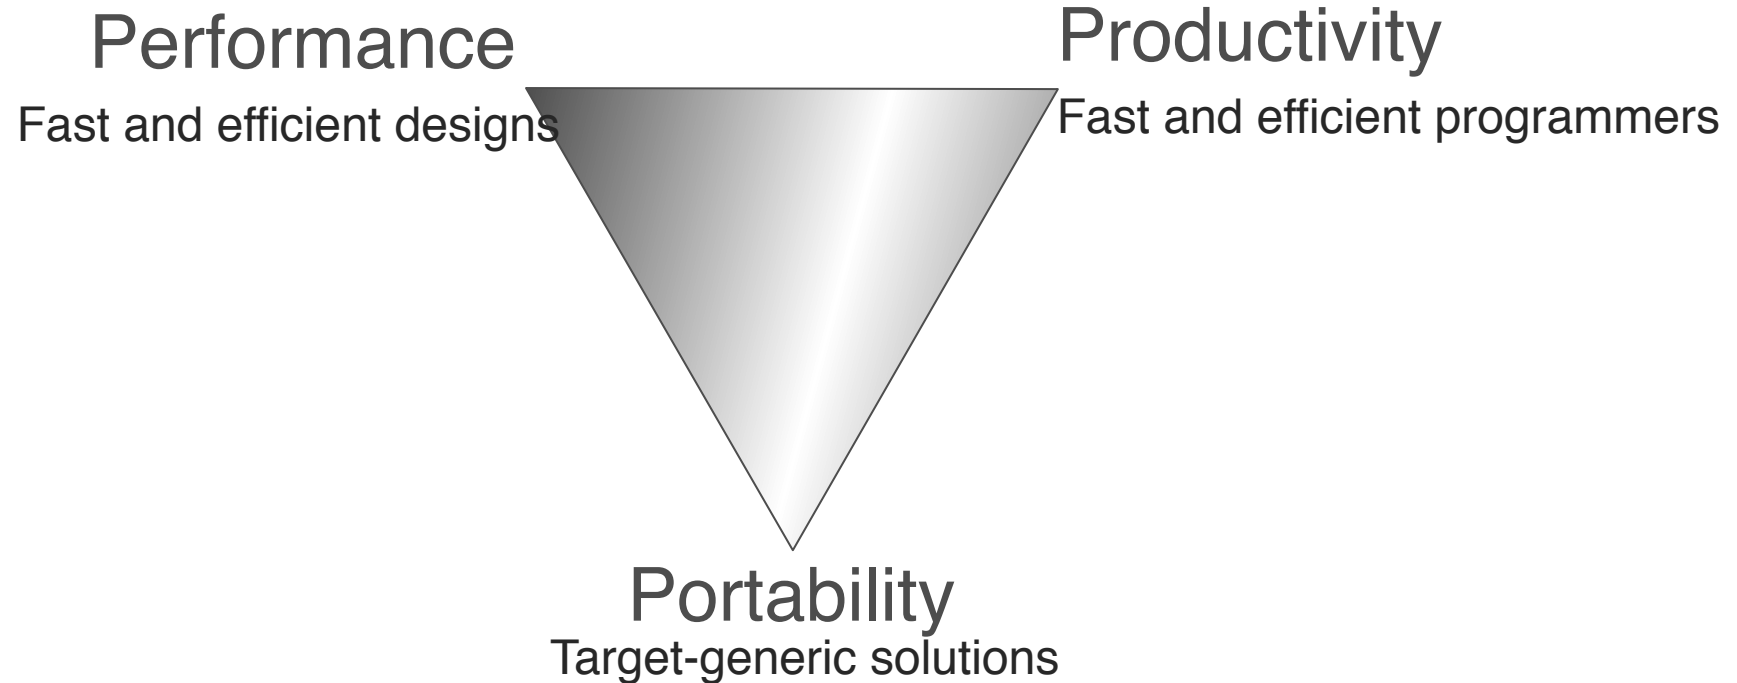 Performance
Fast and efficient designs
Productivity
Fast and efficient programmers
Portability
Target-generic solutions